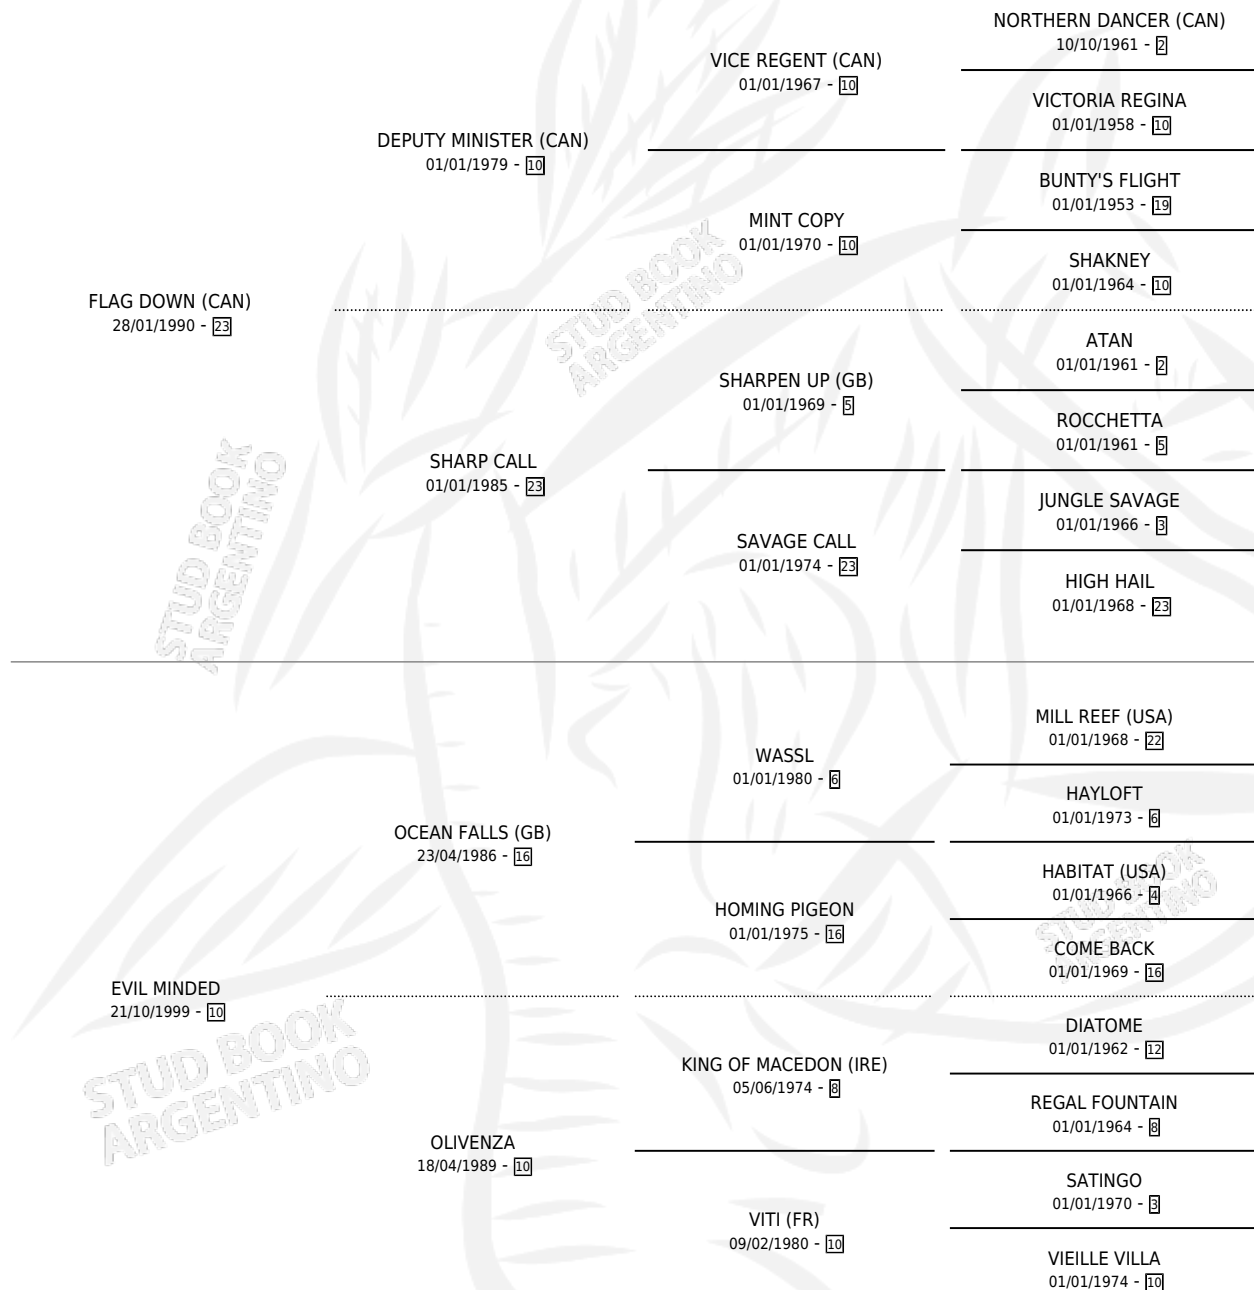 NORTHERN DANCER (CAN)
10/10/1961 - 2
VICE REGENT (CAN)
01/01/1967 - 10
VICTORIA REGINA
01/01/1958 - 10
DEPUTY MINISTER (CAN)
01/01/1979 - 10
BUNTY'S FLIGHT
01/01/1953 - 19
MINT COPY
01/01/1970 - 10
SHAKNEY
01/01/1964 - 10
FLAG DOWN (CAN)
28/01/1990 - 23
STUD BOOK
ARGENTINO
ATAN
01/01/1961 - 2
SHARPEN UP (GB)
01/01/1969 - 5
ROCCHETTA
01/01/1961 - 5
SHARP CALL
01/01/1985 - 23
STUD BOOK
ARGENTINO
JUNGLE SAVAGE
01/01/1966 - 3
SAVAGE CALL
01/01/1974 - 23
HIGH HAIL
01/01/1968 - 23
MILL REEF (USA)
01/01/1968 - 22
WASSL
01/01/1980 - 6
HAYLOFT
01/01/1973 - 6
OCEAN FALLS (GB)
23/04/1986 - 16
HABITAT (USA)
01/01/1966 - 4
STUD BOOK
ARGENTINO
HOMING PIGEON
01/01/1975 - 16
COME BACK
01/01/1969 - 16
EVIL MINDED
21/10/1999 - 10
STUD BOOK
ARGENTINO
DIATOME
01/01/1962 - 12
KING OF MACEDON (IRE)
05/06/1974 - 8
REGAL FOUNTAIN
01/01/1964 - 8
OLIVENZA
18/04/1989 - 10
SATINGO
01/01/1970 - 3
VITI (FR)
09/02/1980 - 10
VIEILLE VILLA
01/01/1974 - 10